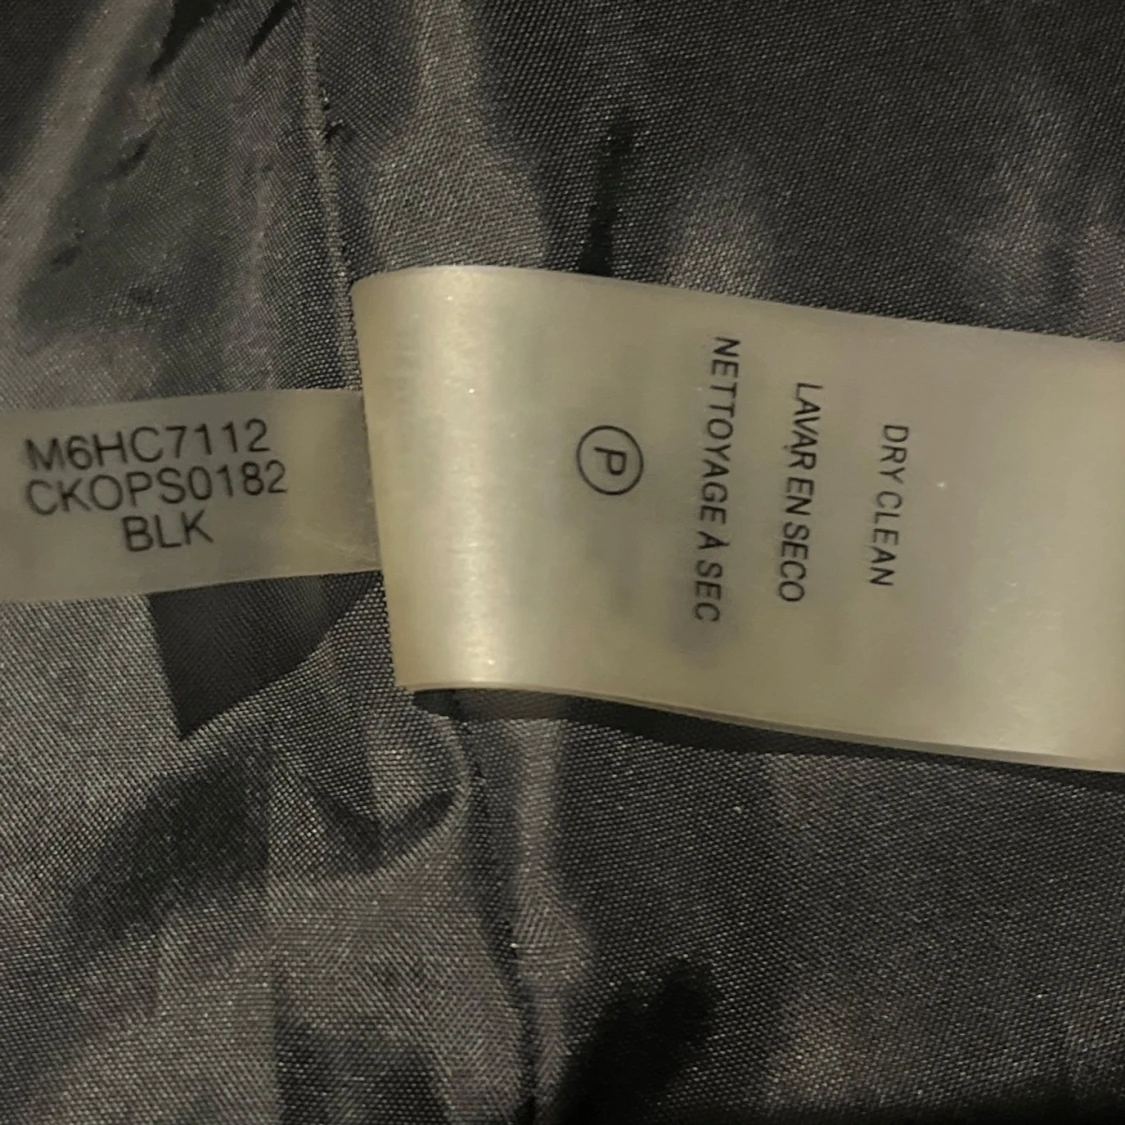 M6HC7112
CKOPS0182
BLK
DRY CLEAN
LAVAR EN SECO
NETTOYAGE À SEC
P